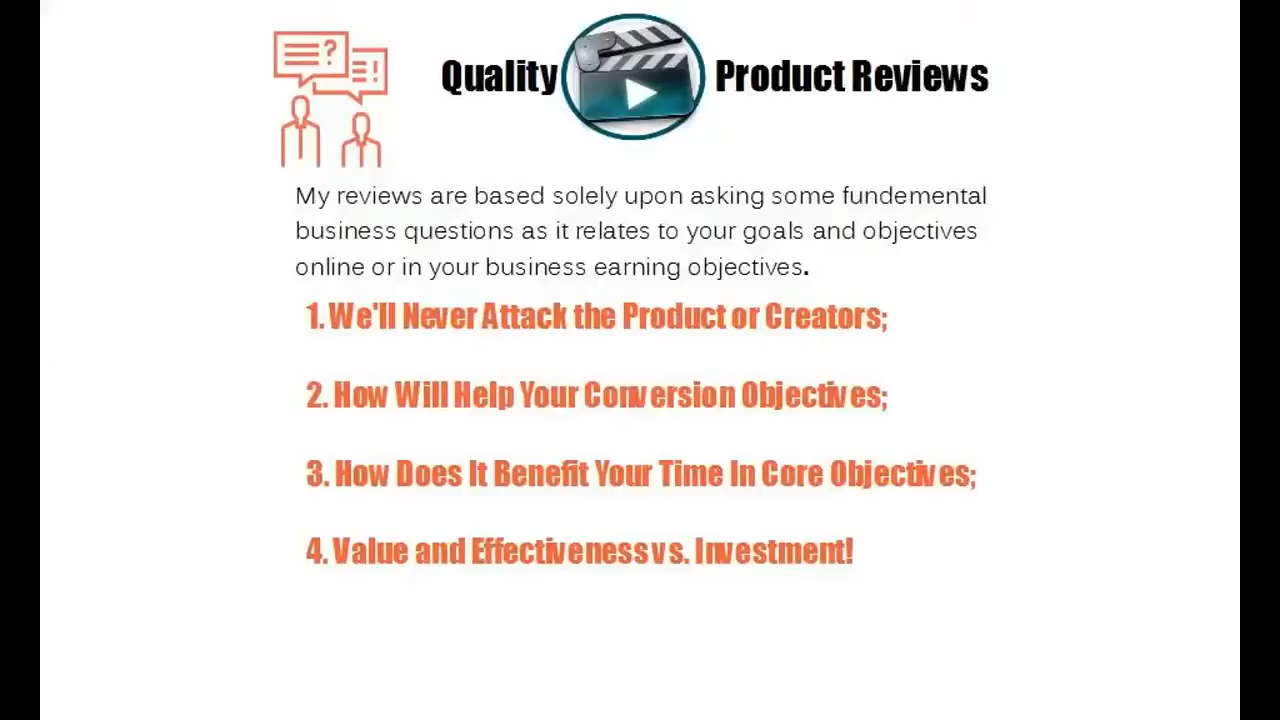 Quality Product Reviews
My reviews are based solely upon asking some fundemental
business questions as it relates to your goals and objectives
online or in your business earning objectives.
1. We'll Never Attack the Product or Creators;
2. How Will Help Your Conversion Objectives;
3. How Does It Benefit Your Time In Core Objectives;
4. Value and Effectiveness vs. Investment!